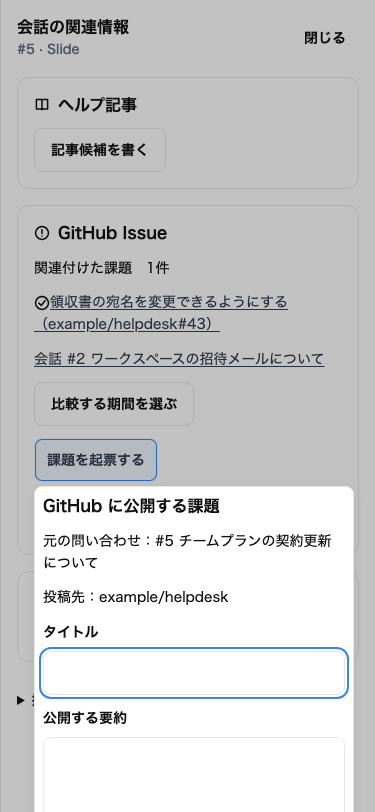 会話の関連情報
#5 · Slide
閉じる
ヘルプ記事
記事候補を書く
GitHub Issue
関連付けた課題 1件
領収書の宛名を変更できるようにする
（example/helpdesk#43）
会話 #2 ワークスペースの招待メールについて
比較する期間を選ぶ
課題を起票する
GitHub に公開する課題
元の問い合わせ：#5 チームプランの契約更新
について
投稿先：example/helpdesk
タイトル
公開する要約